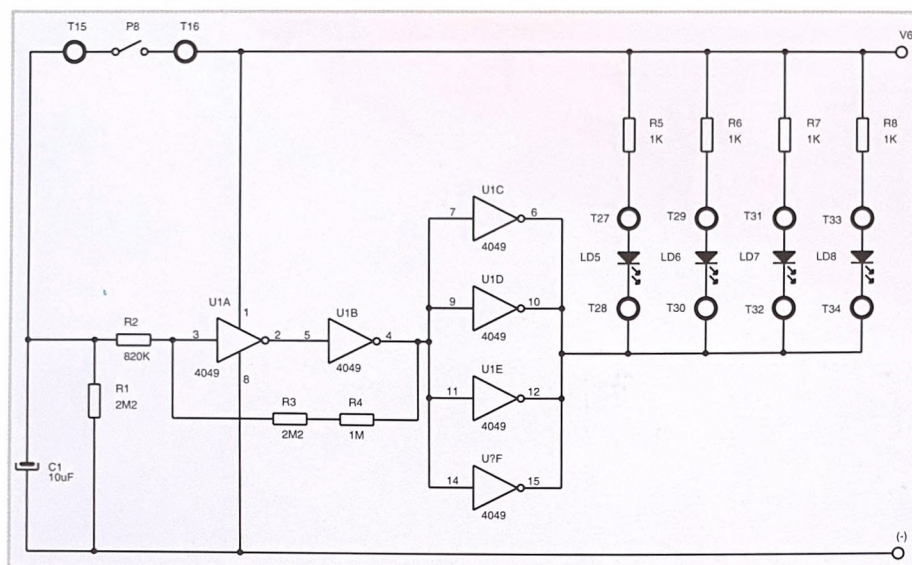 T15 P8 T16
V6
R5 1K
R6 1K
R7 1K
R8 1K
U1C
7 6
4049
T27 T29 T31 T33
LD5 LD6 LD7 LD8
T28 T30 T32 T34
U1D
9 10
4049
U1A
1
3 2
4049
8
U1B
5 4
4049
R2
820K
R1
2M2
R3
2M2
R4
1M
U1E
11 12
4049
C1
10uF
U?F
14 15
4049
(-)